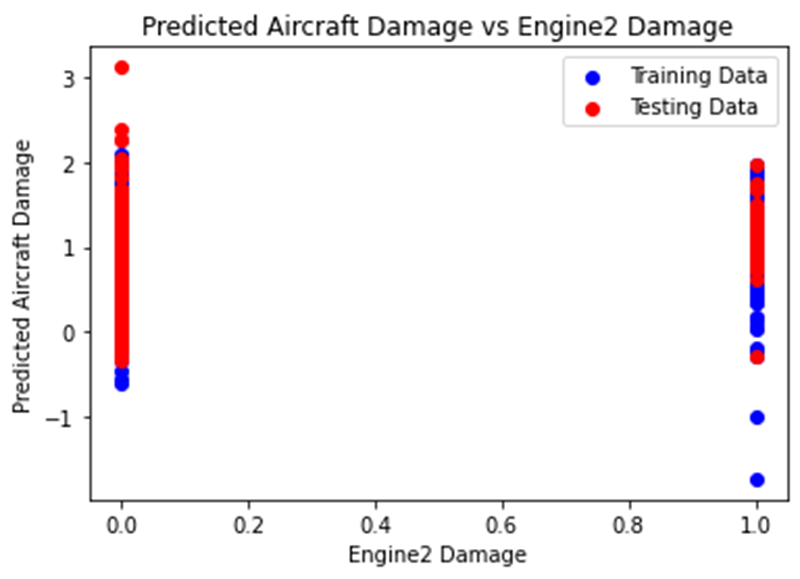 Predicted Aircraft Damage vs Engine2 Damage
Training Data
Testing Data
Predicted Aircraft Damage
3
2
1
0
−1
0.0 0.2 0.4 0.6 0.8 1.0
Engine2 Damage